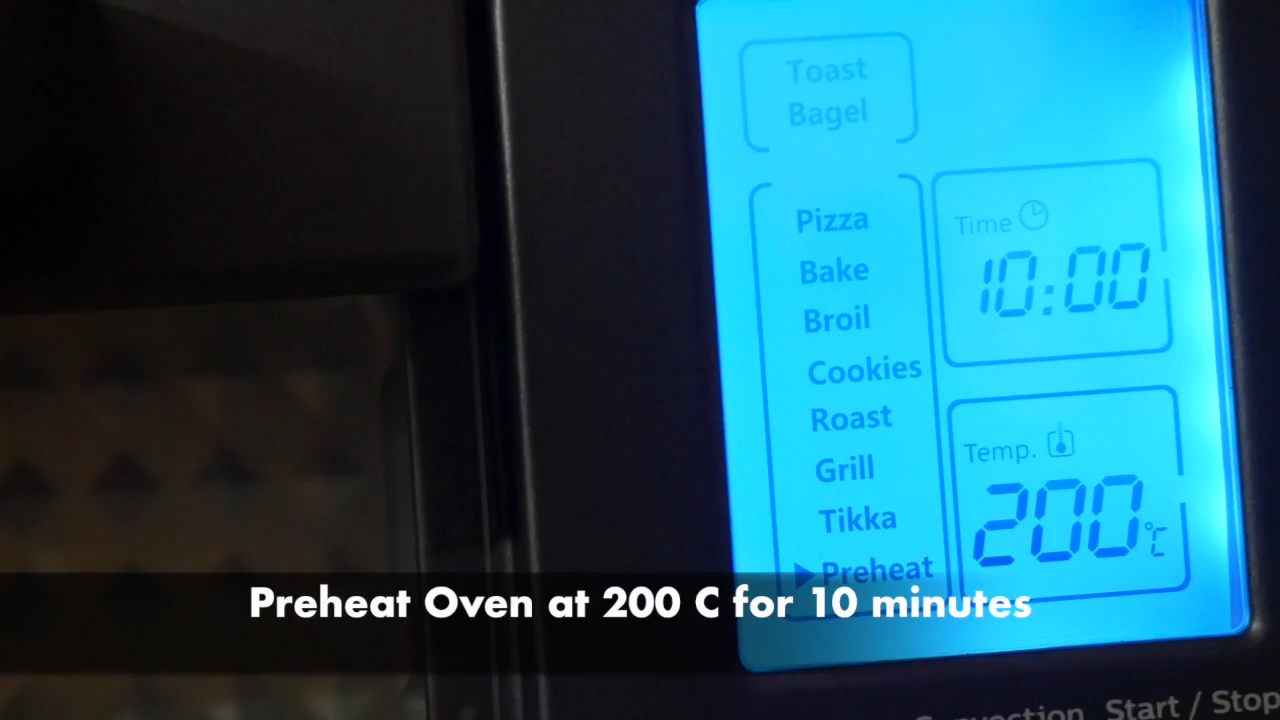 Toast
Bagel
Pizza
Bake
Broil
Cookies
Roast
Grill
Tikka
Preheat
Time
10:00
Temp.
200°C
Preheat Oven at 200 C for 10 minutes
Start / Stop